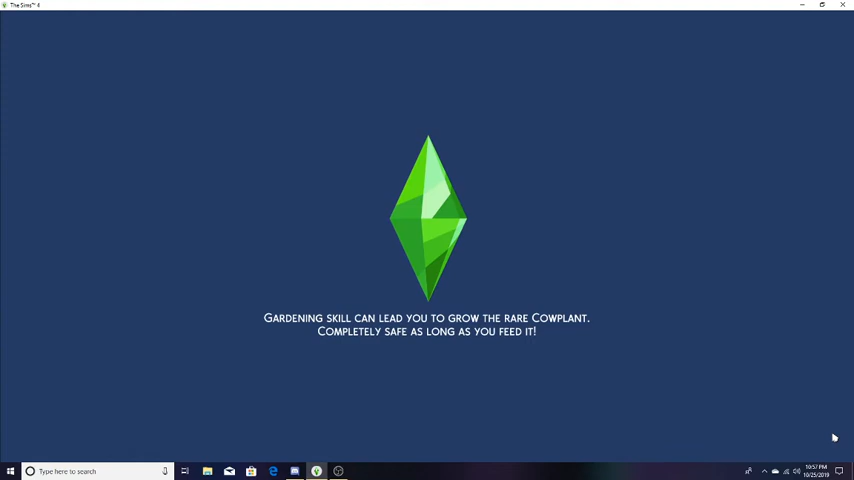 The Sims™ 4
Gardening skill can lead you to grow the rare Cowplant.
Completely safe as long as you feed it!
Type here to search
10:57 PM
10/25/2019